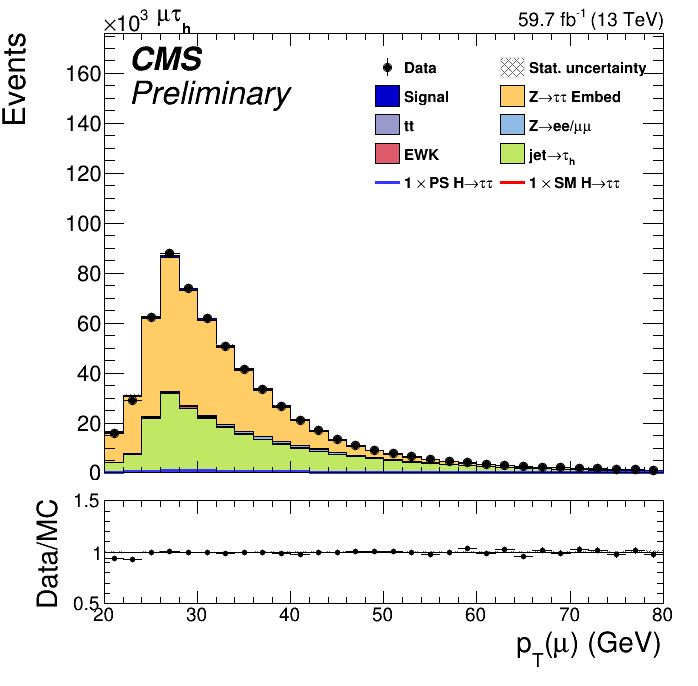 ×10³ μτₕ
59.7 fb⁻¹ (13 TeV)
CMS
Preliminary
Data
Stat. uncertainty
Signal
Z→ττ Embed
tt
Z→ee/μμ
EWK
jet→τₕ
1 × PS H→ττ
1 × SM H→ττ
Events
160
140
120
100
80
60
40
20
0
Data/MC
1.5
1
0.5
20
30
40
50
60
70
80
p_T(μ) (GeV)